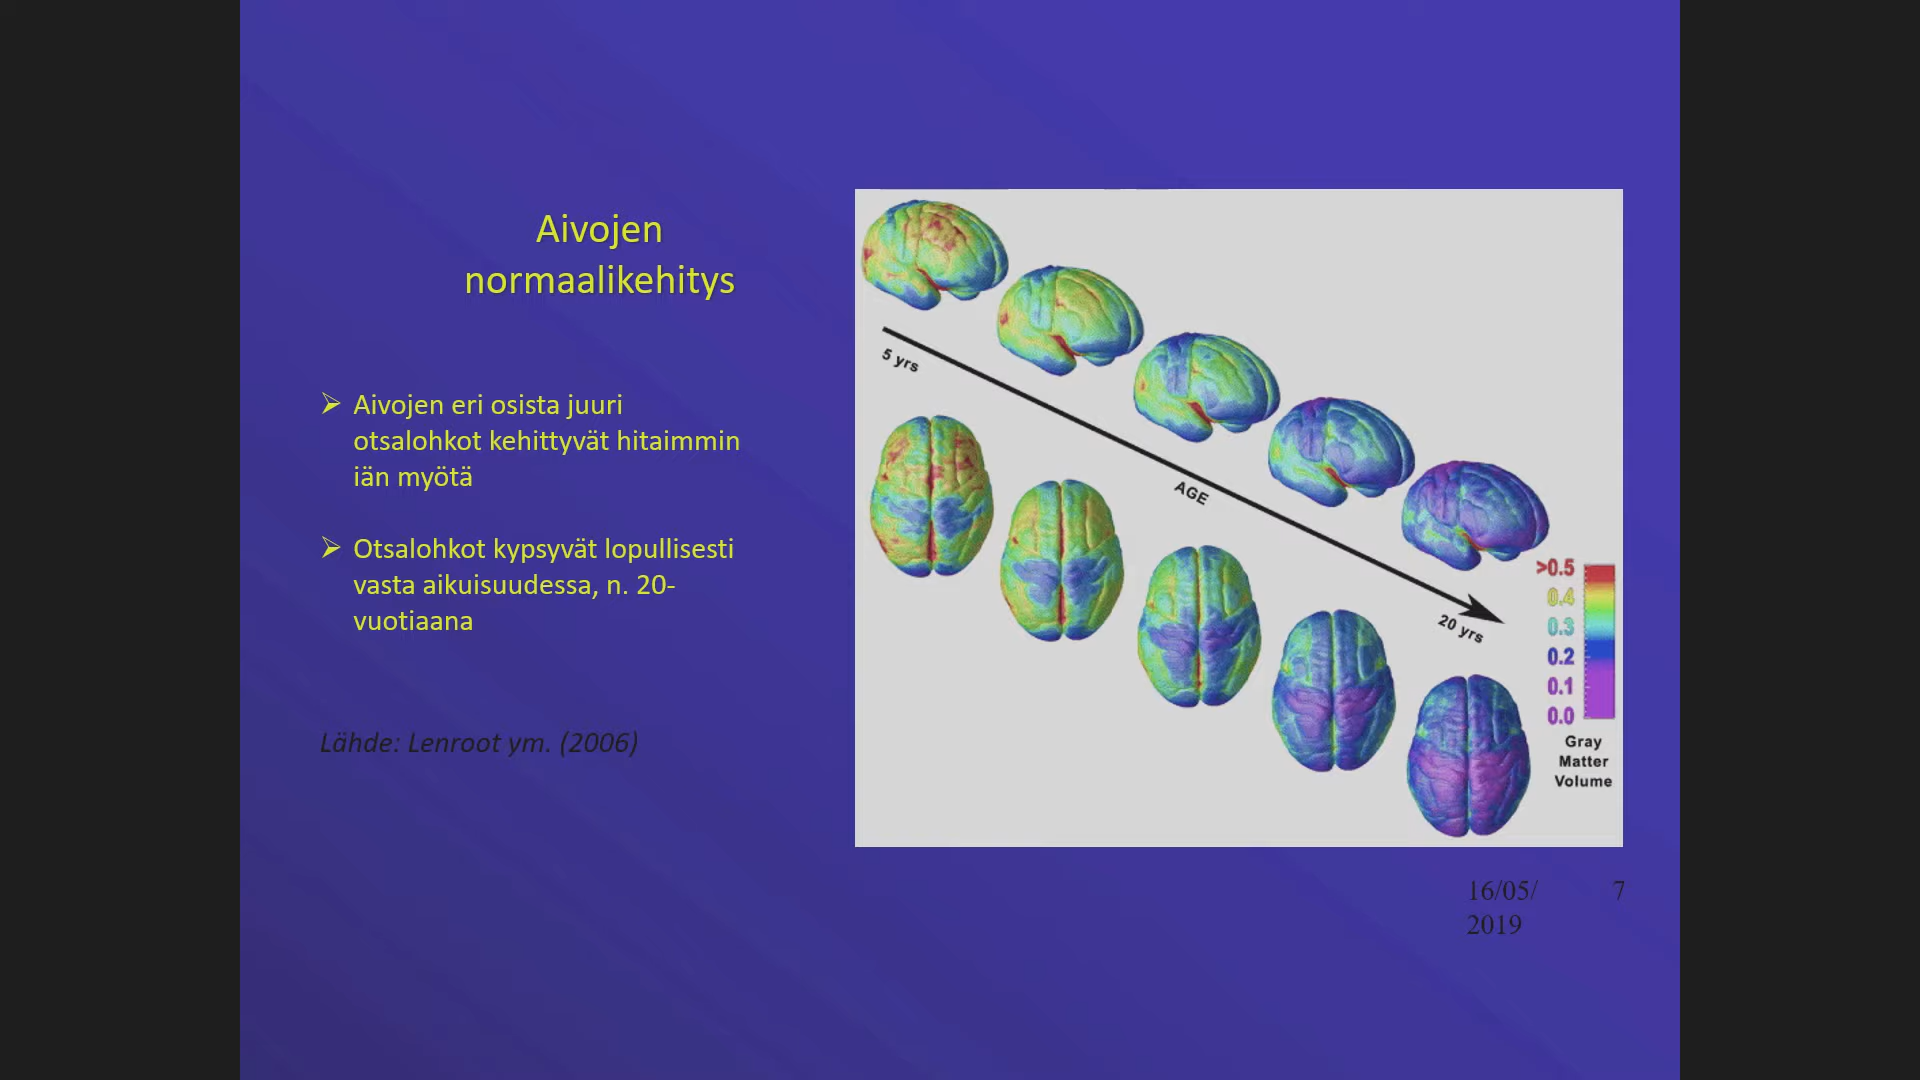 Aivojen
normaalikehitys
Aivojen eri osista juuri
otsalohkot kehittyvät hitaimmin
iän myötä
Otsalohkot kypsyvät lopullisesti
vasta aikuisuudessa, n. 20-
vuotiaana
Lähde: Lenroot ym. (2006)
5 yrs
AGE
20 yrs
>0.5
0.4
0.3
0.2
0.1
0.0
Gray
Matter
Volume
16/05/
2019
7